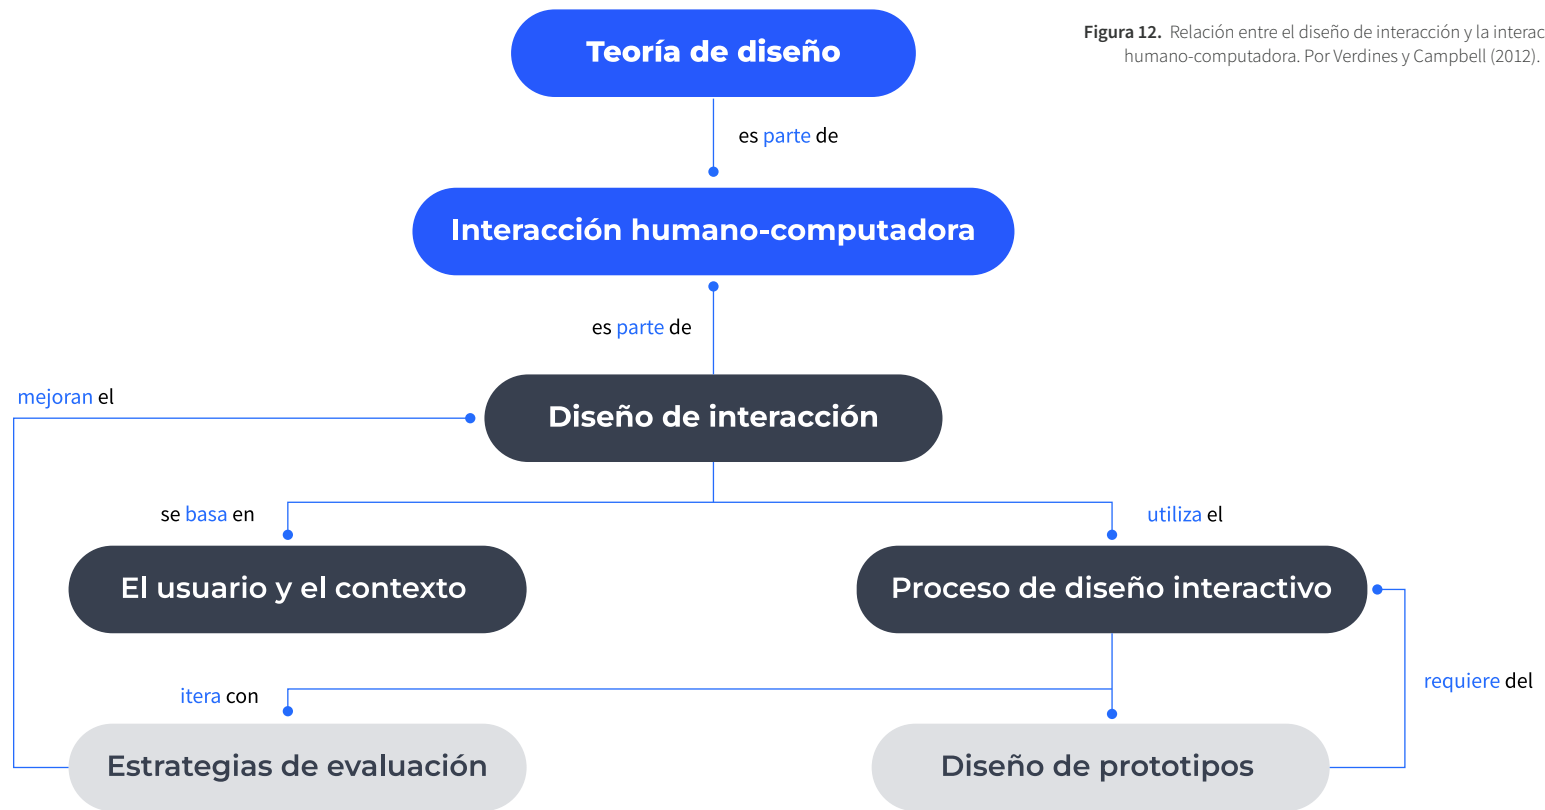 Teoría de diseño
Figura 12. Relación entre el diseño de interacción y la interac
humano-computadora. Por Verdines y Campbell (2012).
es parte de
Interacción humano-computadora
es parte de
mejoran el
Diseño de interacción
se basa en
utiliza el
El usuario y el contexto
Proceso de diseño interactivo
itera con
requiere del
Estrategias de evaluación
Diseño de prototipos